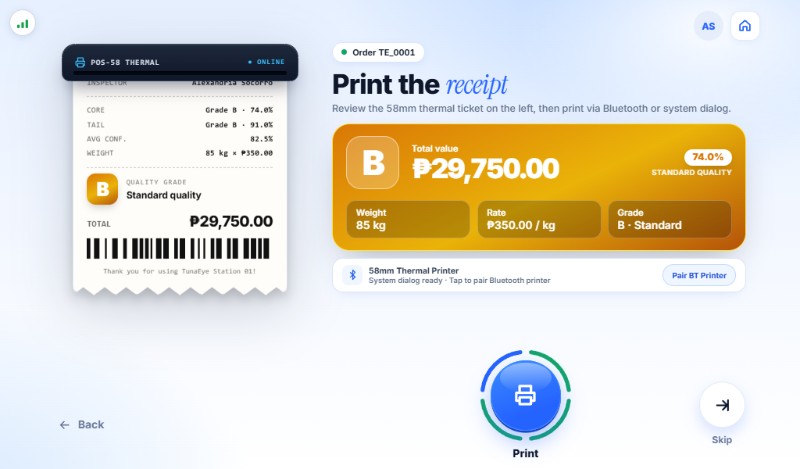 AS
POS-58 THERMAL
ONLINE
INSPECTOR Alexandria Socorro
CORE Grade B · 74.0%
TAIL Grade B · 91.0%
AVG CONF. 82.5%
WEIGHT 85 kg × ₱350.00
B
QUALITY GRADE
Standard quality
TOTAL ₱29,750.00
Thank you for using TunaEye Station 01!
Order TE_0001
Print the receipt
Review the 58mm thermal ticket on the left, then print via Bluetooth or system dialog.
B
Total value
₱29,750.00
74.0%
STANDARD QUALITY
Weight
85 kg
Rate
₱350.00 / kg
Grade
B · Standard
58mm Thermal Printer
System dialog ready · Tap to pair Bluetooth printer
Pair BT Printer
← Back
Print
Skip